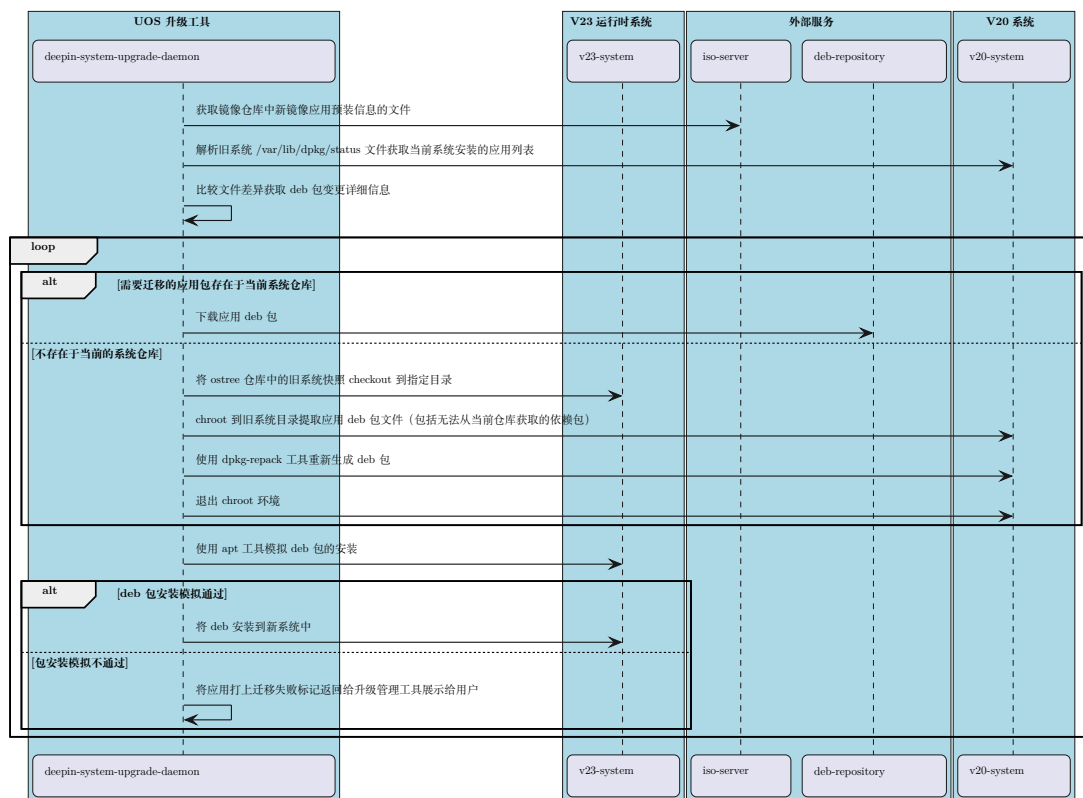 UOS 升级工具
V23 运行时系统
外部服务
V20 系统
deepin-system-upgrade-daemon
v23-system
iso-server
deb-repository
v20-system
获取镜像仓库中新镜像应用预装信息的文件
解析旧系统 /var/lib/dpkg/status 文件获取当前系统安装的应用列表
比较文件差异获取 deb 包变更详细信息
loop
alt
[需要迁移的应用包存在于当前系统仓库]
下载应用 deb 包
[不存在于当前的系统仓库]
将 ostree 仓库中的旧系统快照 checkout 到指定目录
chroot 到旧系统目录提取应用 deb 包文件（包括无法从当前仓库获取的依赖包）
使用 dpkg-repack 工具重新生成 deb 包
退出 chroot 环境
使用 apt 工具模拟 deb 包的安装
alt
[deb 包安装模拟通过]
将 deb 安装到新系统中
[包安装模拟不通过]
将应用打上迁移失败标记返回给升级管理工具展示给用户
deepin-system-upgrade-daemon
v23-system
iso-server
deb-repository
v20-system